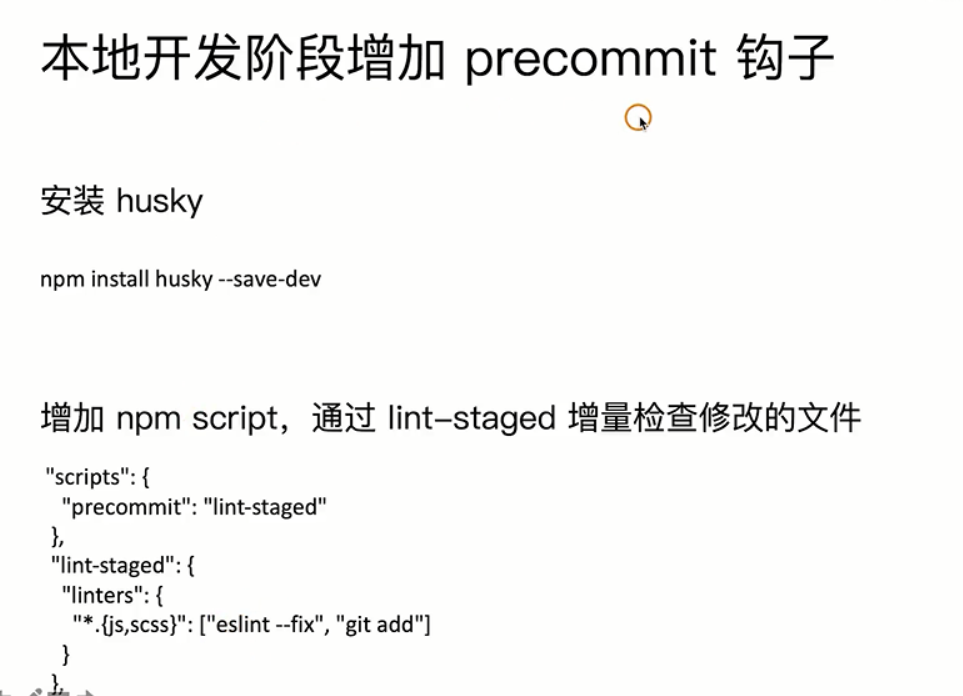 本地开发阶段增加 precommit 钩子
安装 husky
npm install husky --save-dev
增加 npm script，通过 lint-staged 增量检查修改的文件
"scripts": {
"precommit": "lint-staged"
},
"lint-staged": {
"linters": {
"*.{js,scss}": ["eslint --fix", "git add"]
}
},